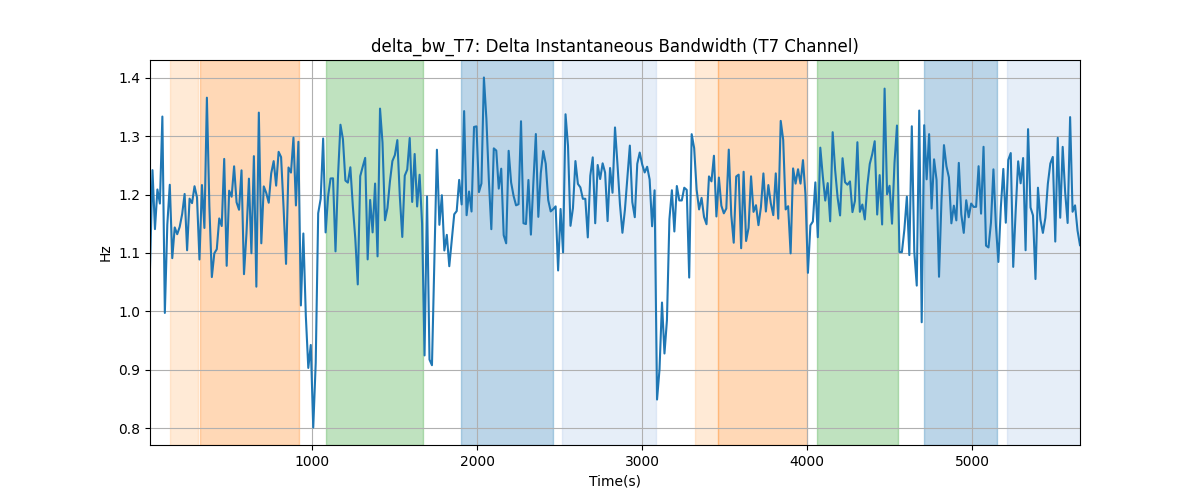 delta_bw_T7: Delta Instantaneous Bandwidth (T7 Channel)
1.4
1.3
1.2
1.1
1.0
0.9
0.8
Hz
1000 2000 3000 4000 5000
Time(s)